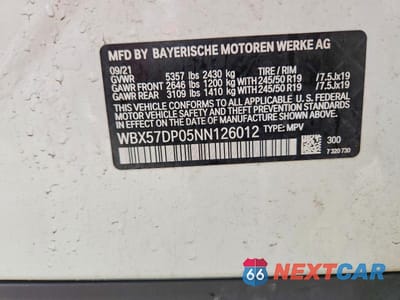 MFD BY BAYERISCHE MOTOREN WERKE AG
09/21
GVWR 5357 lbs 2430 kg TIRE / RIM
GAWR FRONT 2646 lbs 1200 kg WITH 245/50 R19 /7.5Jx19
GAWR REAR 3109 lbs 1410 kg WITH 245/50 R19 /7.5Jx19
THIS VEHICLE CONFORMS TO ALL APPLICABLE FEDERAL
MOTOR VEHICLE SAFETY, BUMPER, AND THEFT
PREVENTION STANDARDS IN EFFECT ON THE DATE OF
MANUFACTURE SHOWN ABOVE.
WBX57DP05NN126012 TYPE: MPV
300
7 320 730
66 NEXTCAR